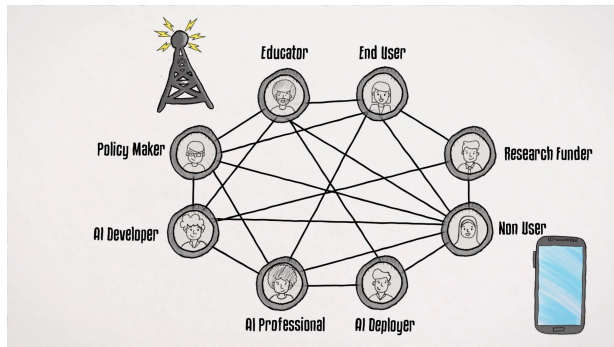 Educator
End User
Policy Maker
Research Funder
AI Developer
Non User
AI Professional
AI Deployer